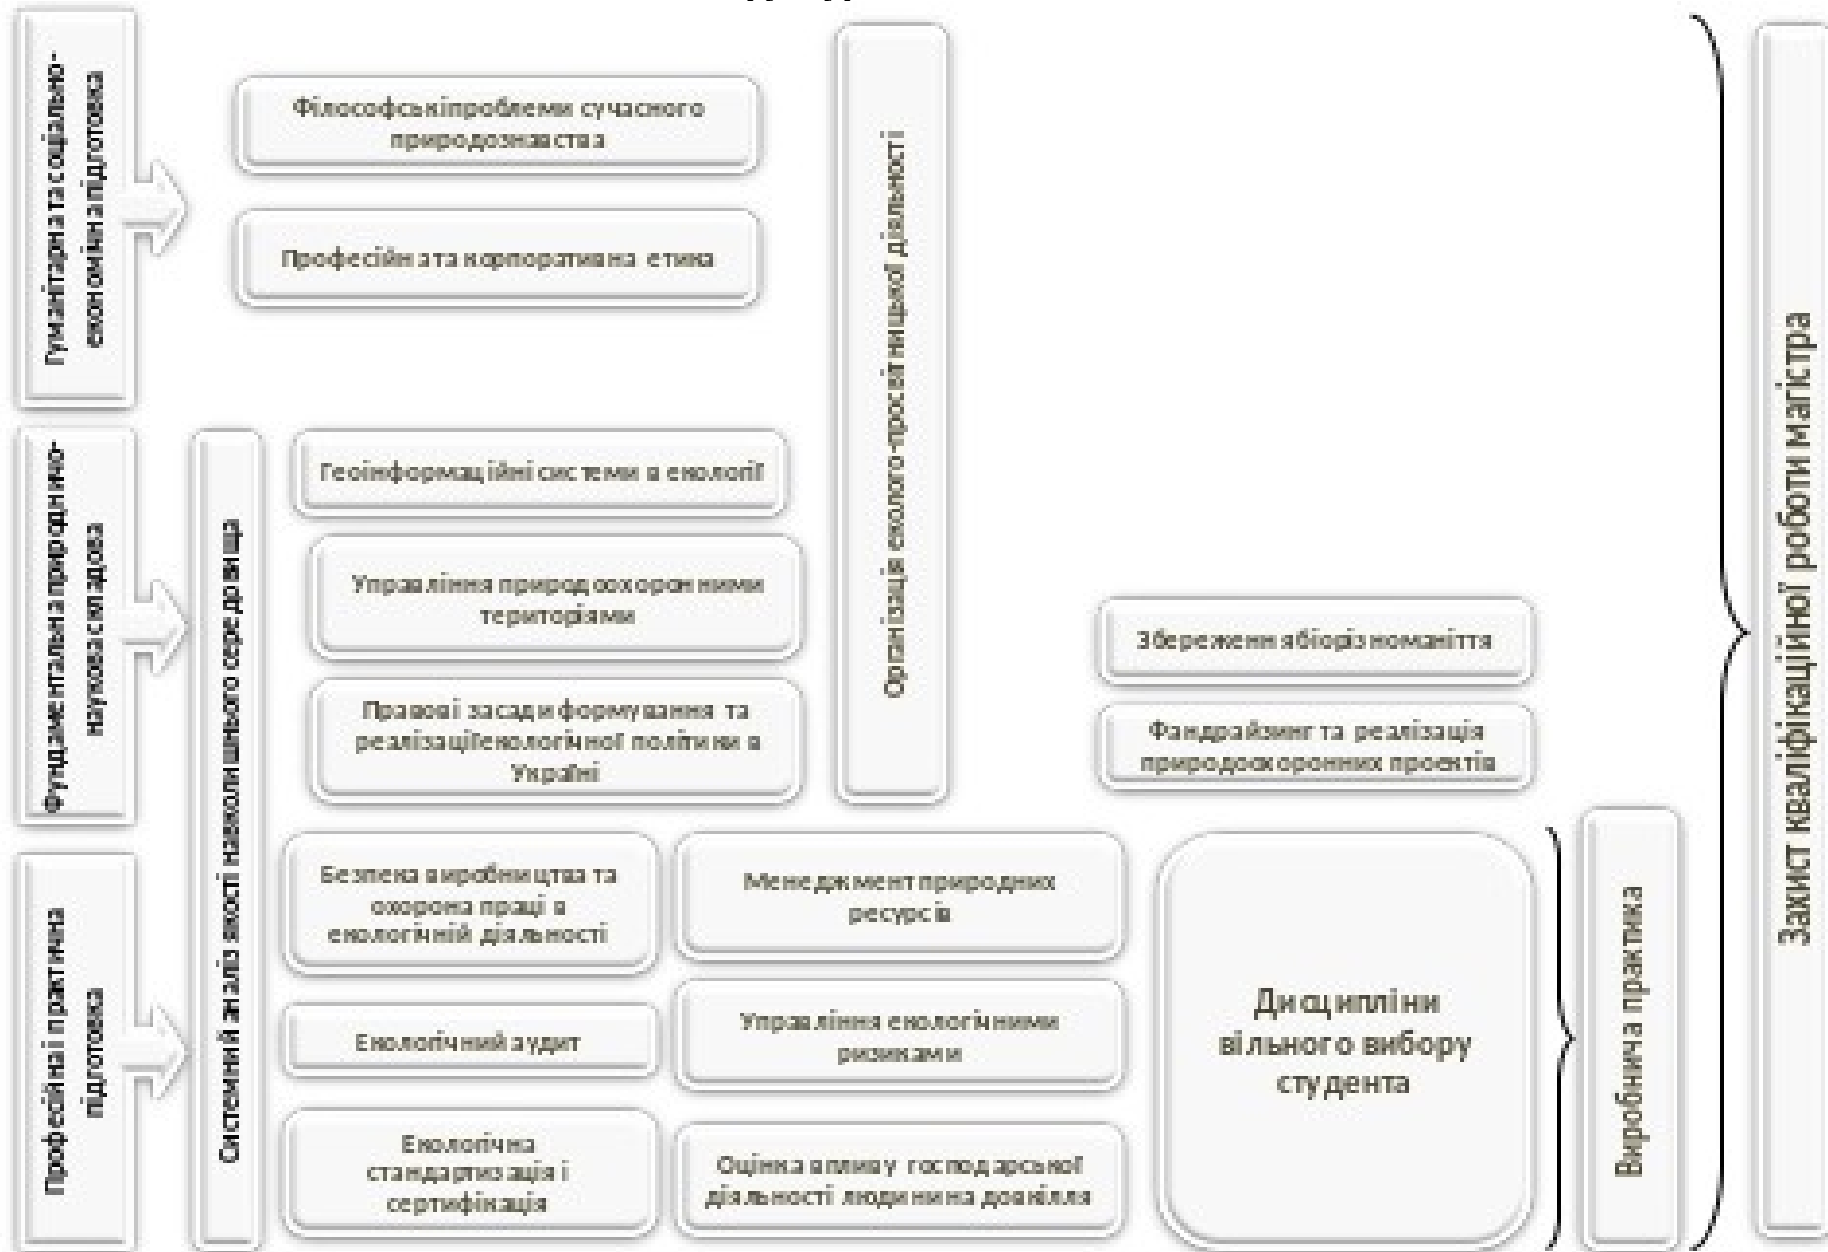 Гуманітарна та соціально-
економічна підготовка
Філософські проблеми сучасного
природознавства
Професійна та корпоративна етика
Організація еколого-просвітницької діяльності
Фундаментальна природничо-
наукова складова
Системний аналіз якості навколишнього середовища
Геоінформаційні системи в екології
Управління природоохоронними
територіями
Правові засади формування та
реалізації екологічної політики в
Україні
Збереження біорізноманіття
Фандрайзинг та реалізація
природоохоронних проектів
Професійна і практична
підготовка
Безпека виробництва та
охорона праці в
екологічній діяльності
Екологічний аудит
Екологічна
стандартизація і
сертифікація
Менеджмент природних
ресурсів
Управління екологічними
ризиками
Оцінка впливу господарської
діяльності людини на довкілля
Дисципліни
вільного вибору
студента
Виробнича практика
Захист кваліфікаційної роботи магістра